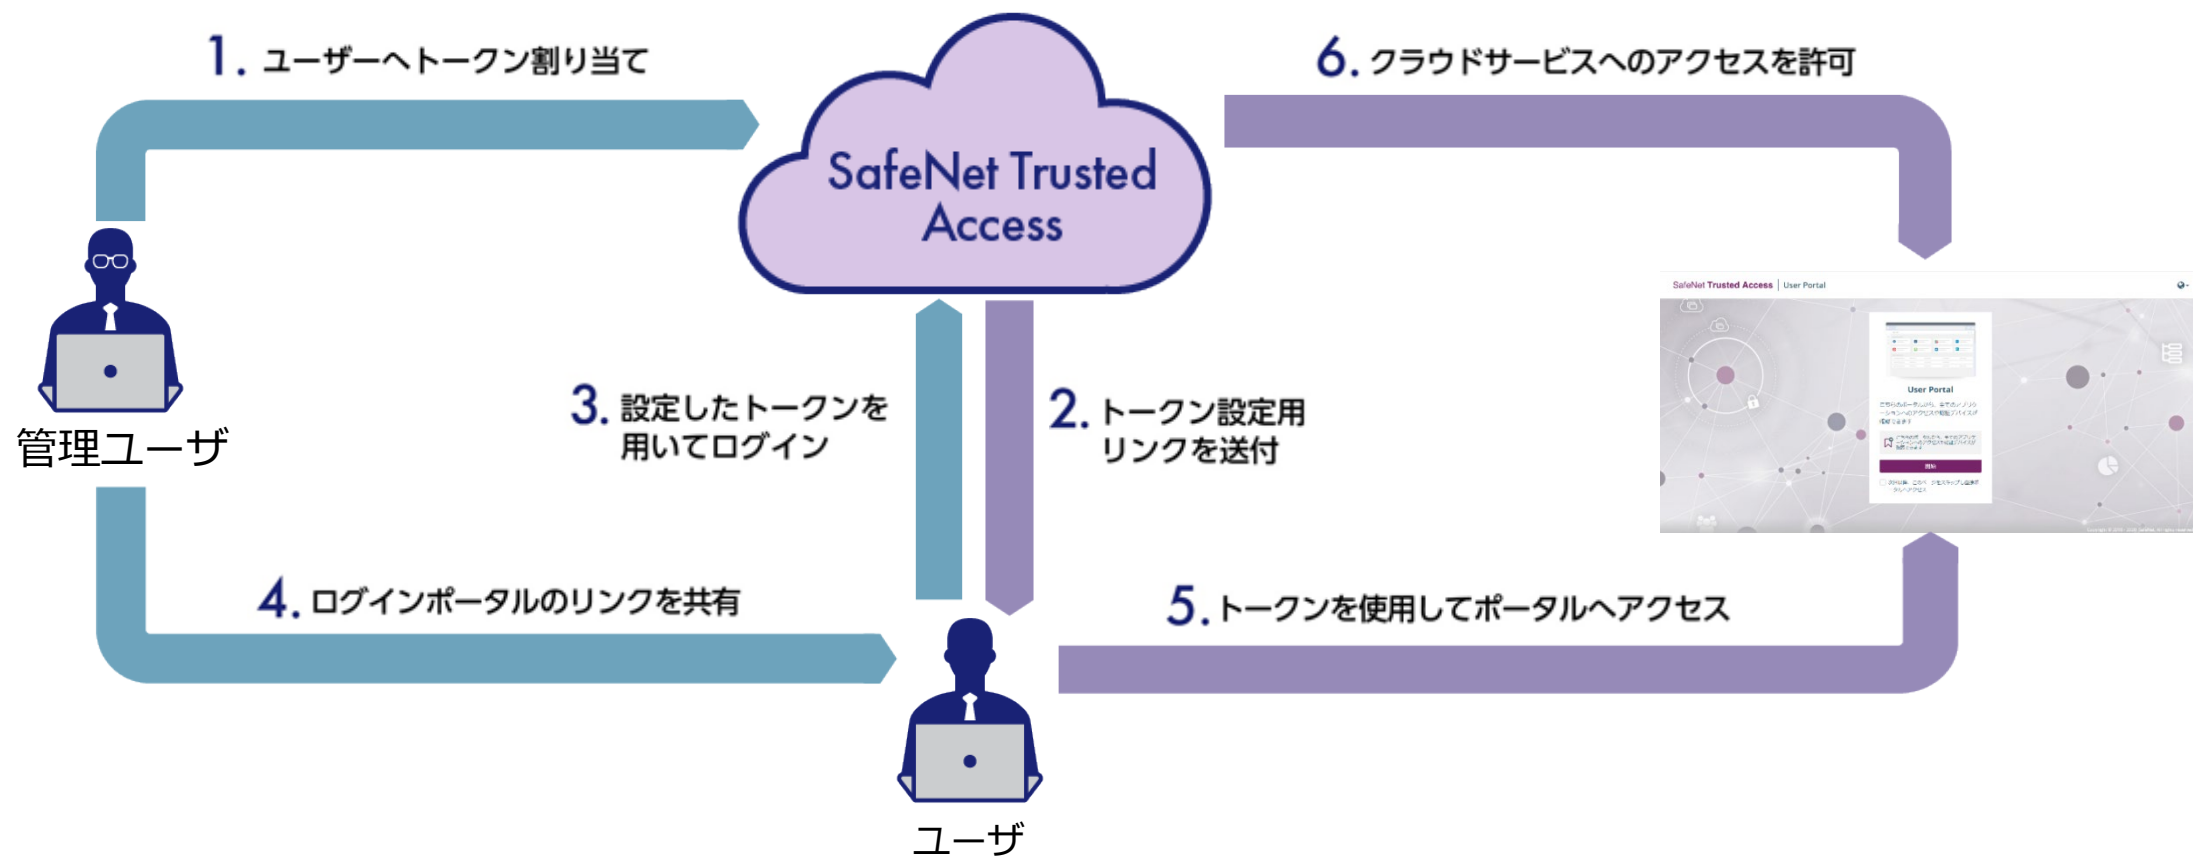 1. ユーザーへトークン割り当て
6. クラウドサービスへのアクセスを許可
SafeNet Trusted
Access
管理ユーザ
3. 設定したトークンを
用いてログイン
2. トークン設定用
リンクを送付
SafeNet Trusted Access | User Portal
User Portal
開始
4. ログインポータルのリンクを共有
5. トークンを使用してポータルへアクセス
ユーザ